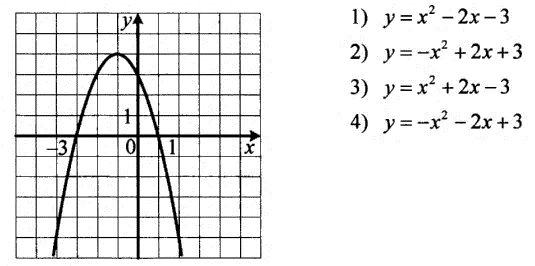 y
1
–3
0
1
x
1) y = x² − 2x − 3
2) y = −x² + 2x + 3
3) y = x² + 2x − 3
4) y = −x² − 2x + 3